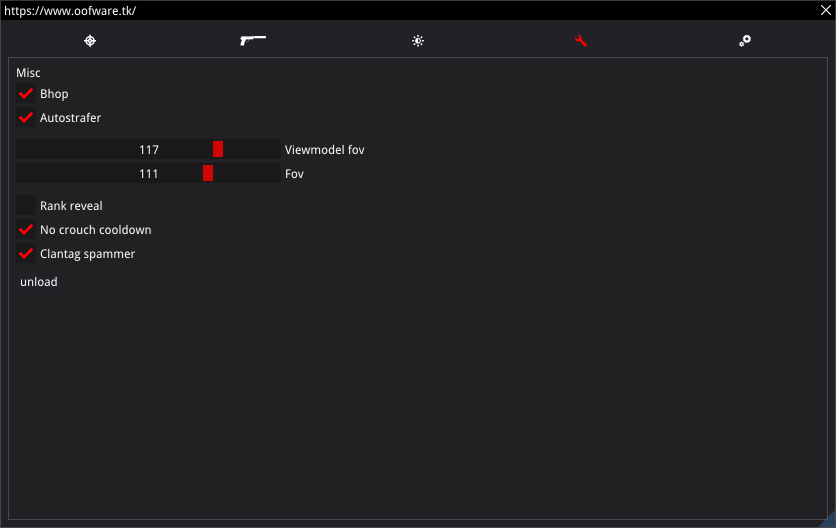 https://www.oofware.tk/
Misc
Bhop
Autostrafer
117 Viewmodel fov
111 Fov
Rank reveal
No crouch cooldown
Clantag spammer
unload